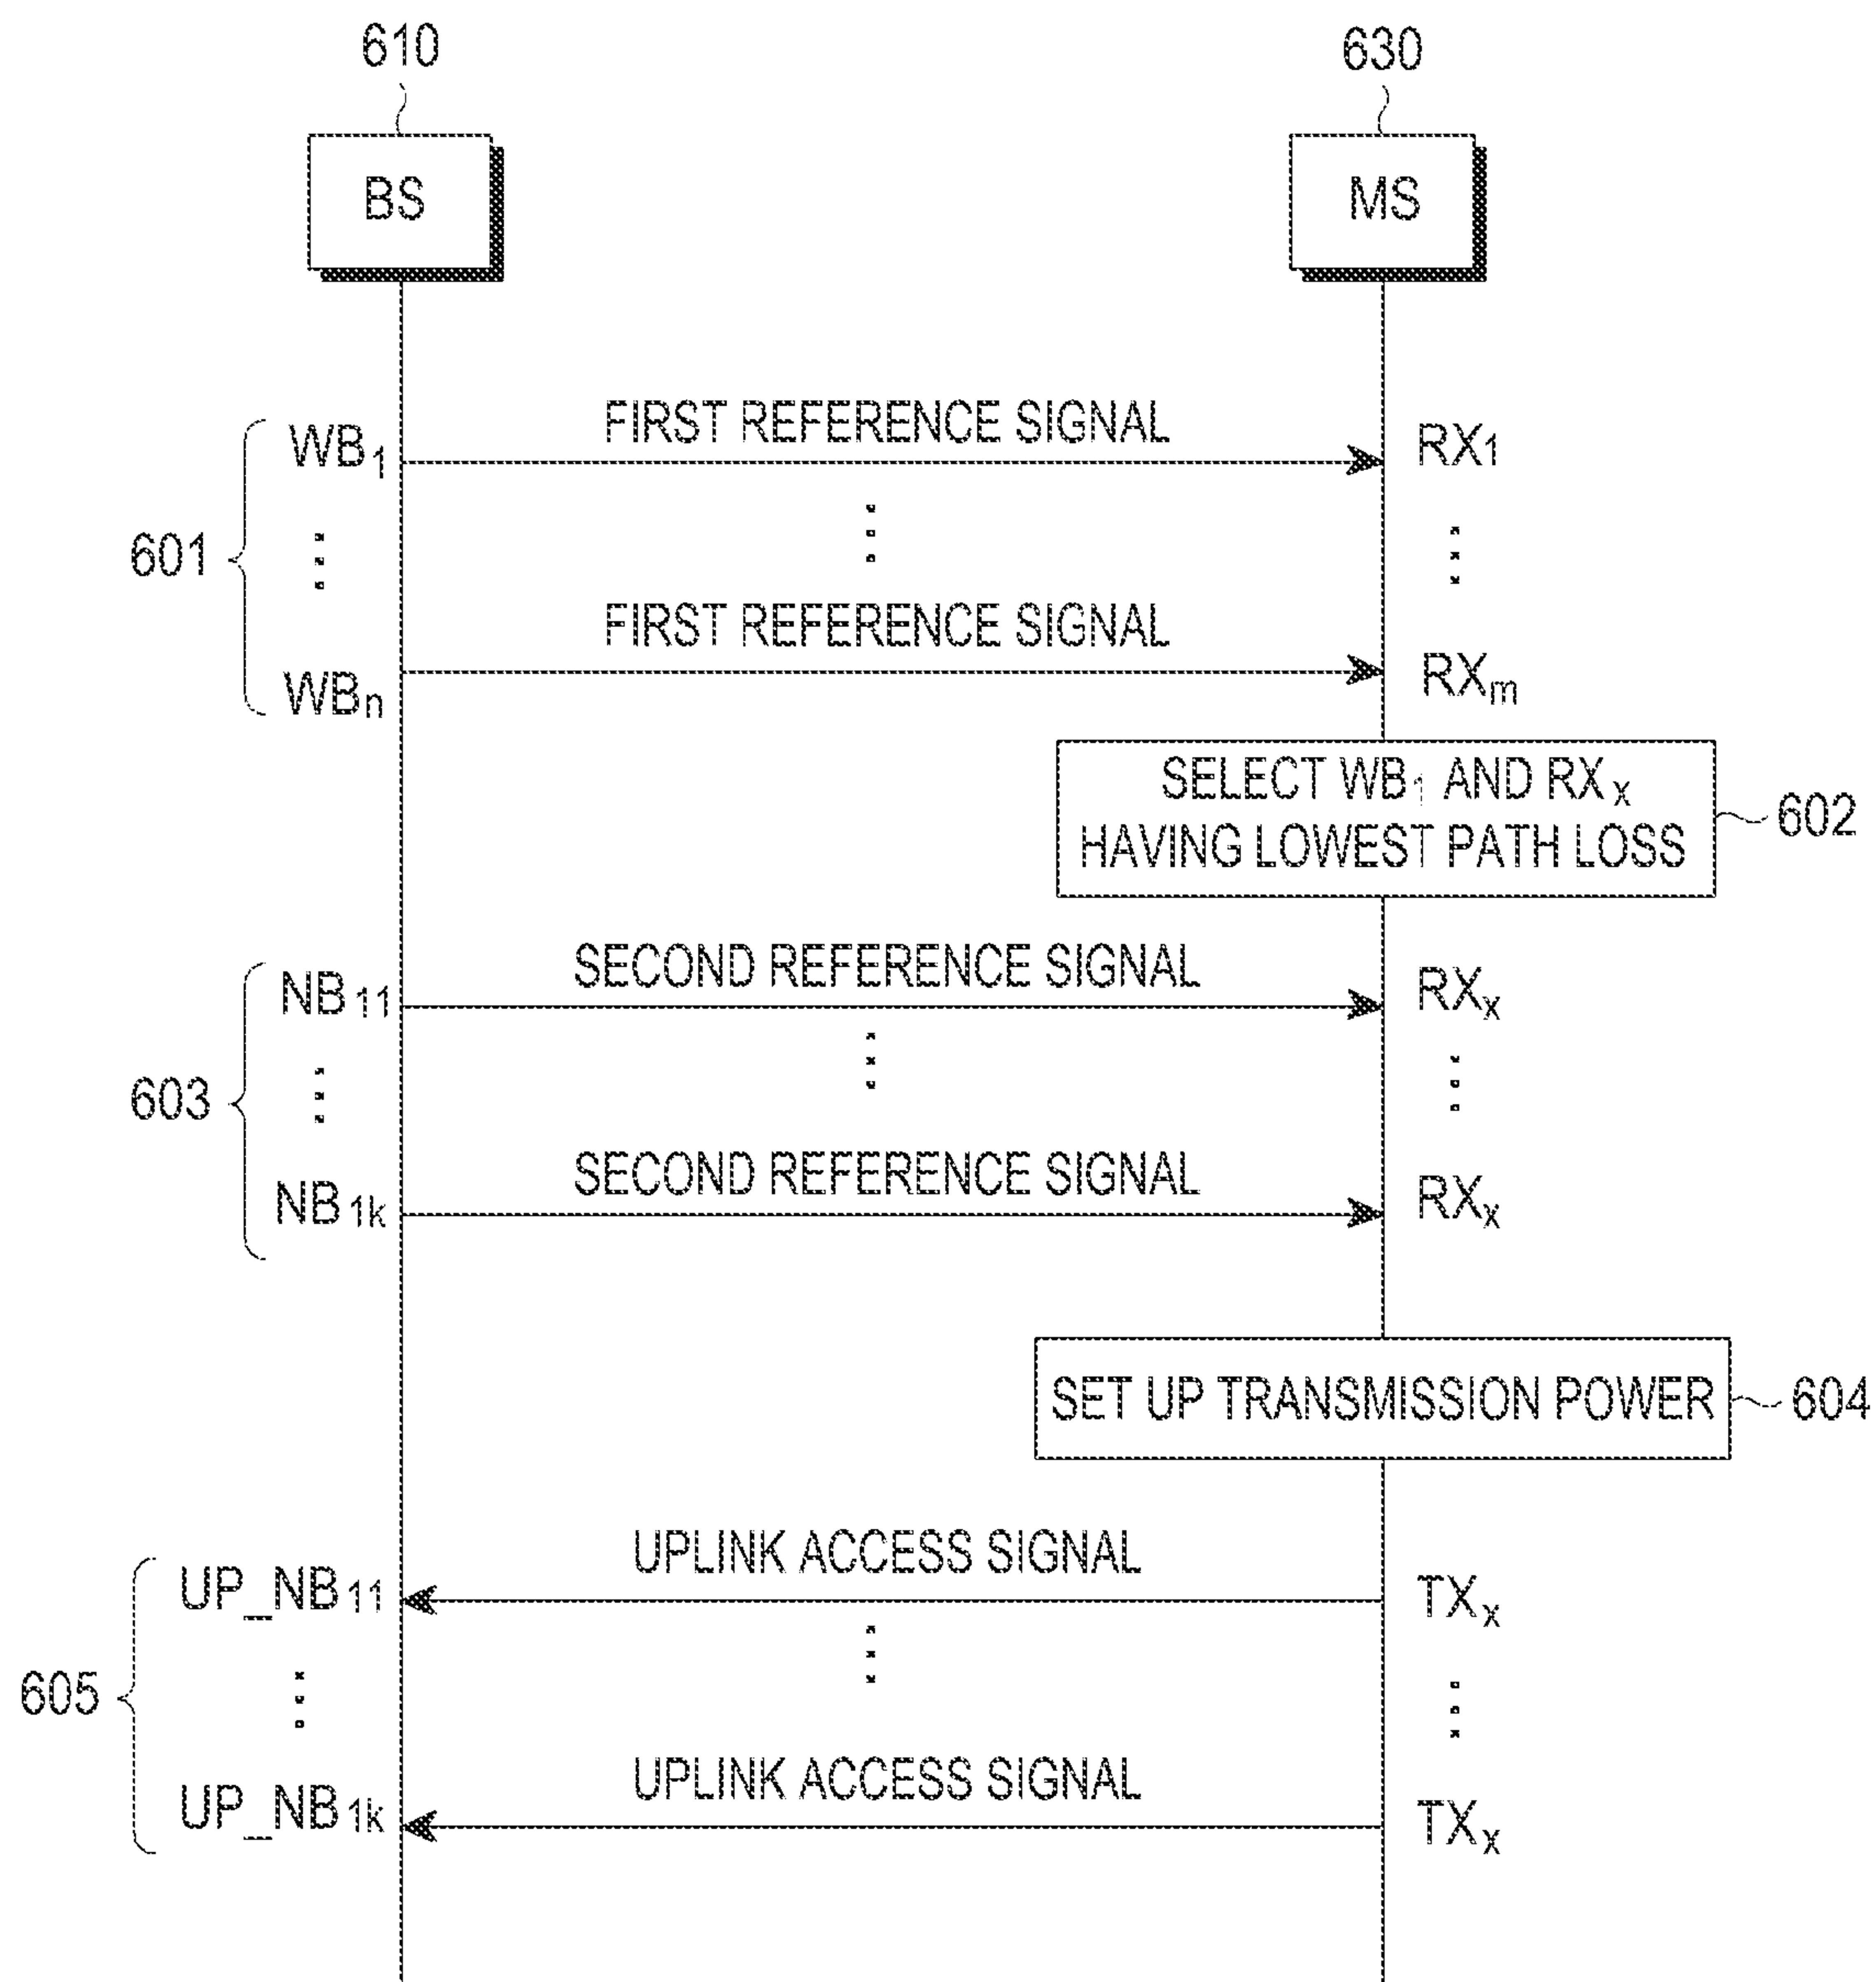 610
630
BS
MS
FIRST REFERENCE SIGNAL
WB1
RX1
601
FIRST REFERENCE SIGNAL
WBn
RXm
SELECT WB1 AND RXx
HAVING LOWEST PATH LOSS
602
SECOND REFERENCE SIGNAL
NB11
RXx
603
SECOND REFERENCE SIGNAL
NB1k
RXx
SET UP TRANSMISSION POWER
604
UPLINK ACCESS SIGNAL
UP_NB11
TXx
605
UPLINK ACCESS SIGNAL
UP_NB1k
TXx